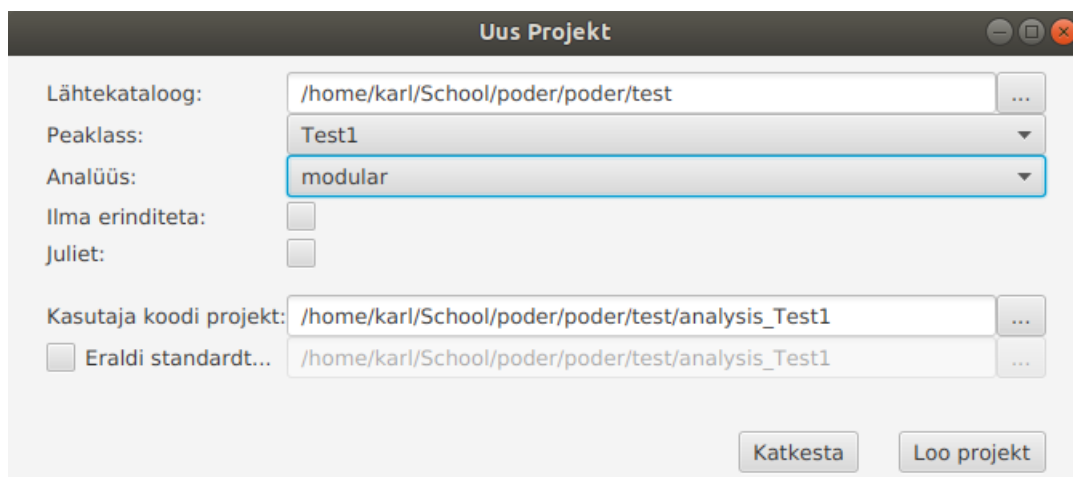 Uus Projekt
Lähtekataloog: /home/karl/School/poder/poder/test ...
Peaklass: Test1
Analüüs: modular
Ilma erinditeta:
Juliet:
Kasutaja koodi projekt: /home/karl/School/poder/poder/test/analysis_Test1 ...
Eraldi standardt... /home/karl/School/poder/poder/test/analysis_Test1 ...
Katkesta Loo projekt